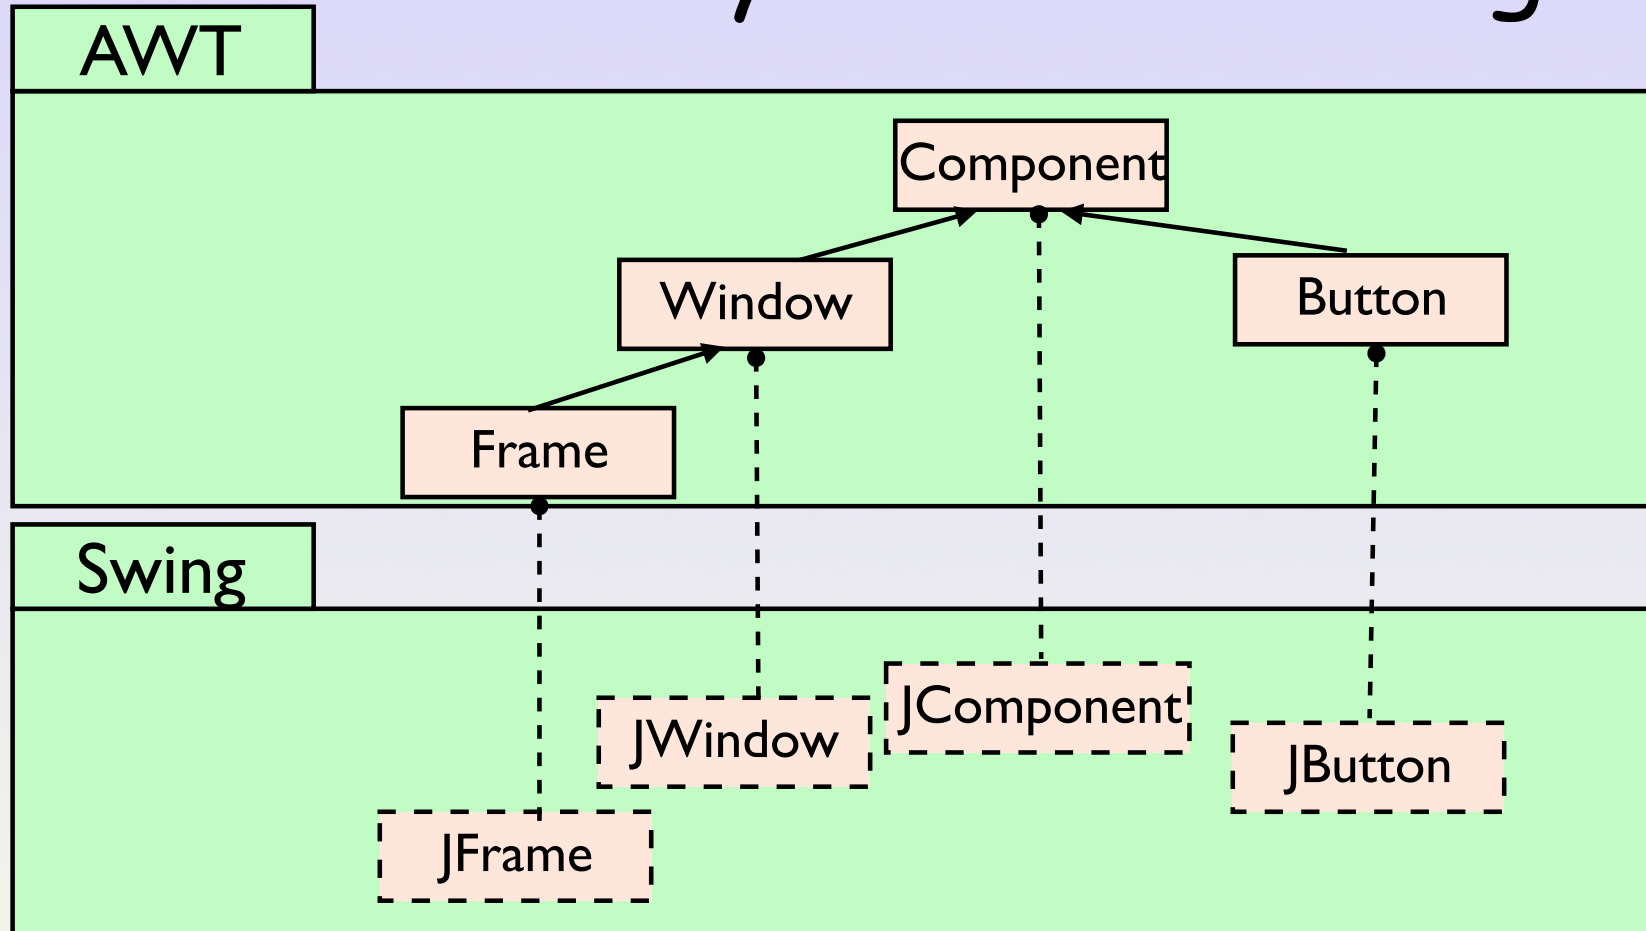 AWT
Component
Window
Button
Frame
Swing
JComponent
JWindow
JButton
JFrame